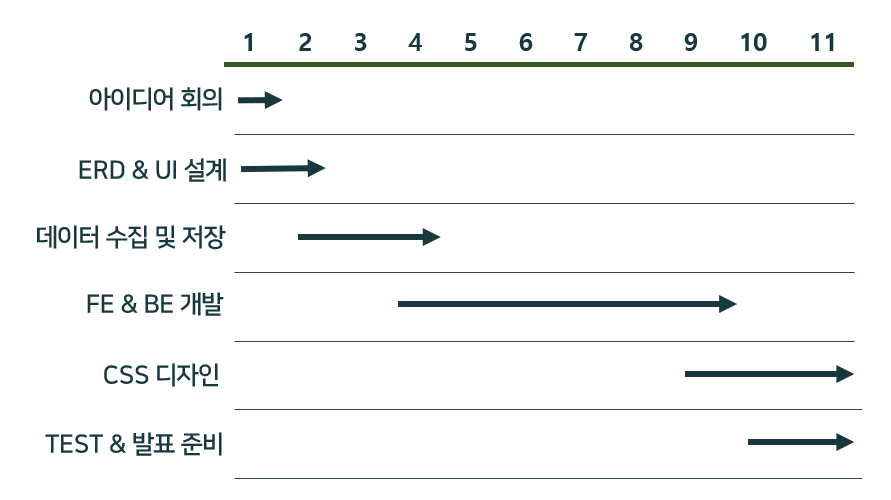 1 2 3 4 5 6 7 8 9 10 11
아이디어 회의
ERD & UI 설계
데이터 수집 및 저장
FE & BE 개발
CSS 디자인
TEST & 발표 준비